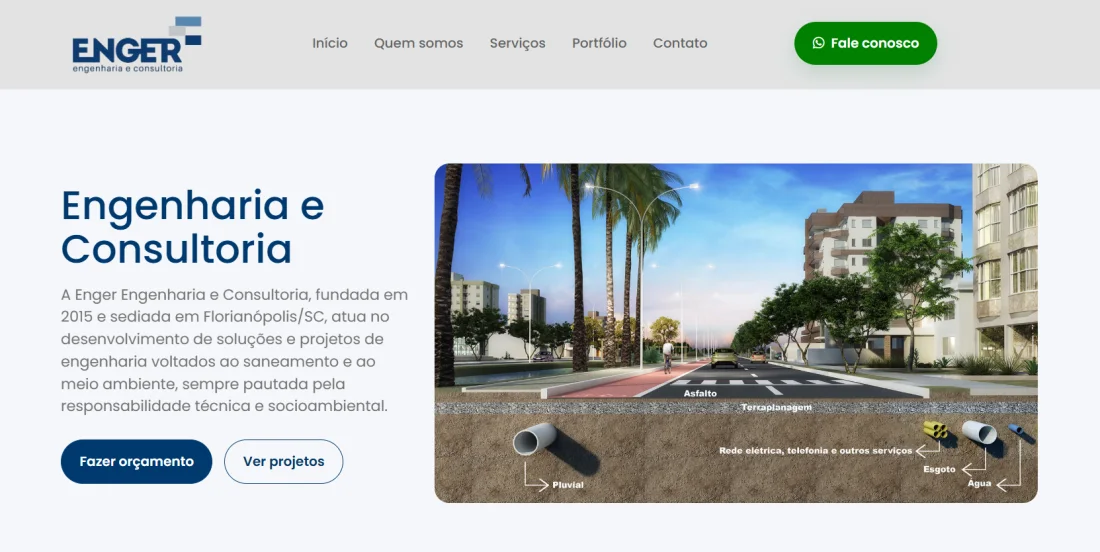 ENGER
engenharia e consultoria
Início Quem somos Serviços Portfólio Contato
Fale conosco
Engenharia e
Consultoria
A Enger Engenharia e Consultoria, fundada em
2015 e sediada em Florianópolis/SC, atua no
desenvolvimento de soluções e projetos de
engenharia voltados ao saneamento e ao
meio ambiente, sempre pautada pela
responsabilidade técnica e socioambiental.
Fazer orçamento Ver projetos
Asfalto
Terraplanagem
Rede elétrica, telefonia e outros serviços
Esgoto
Água
Pluvial